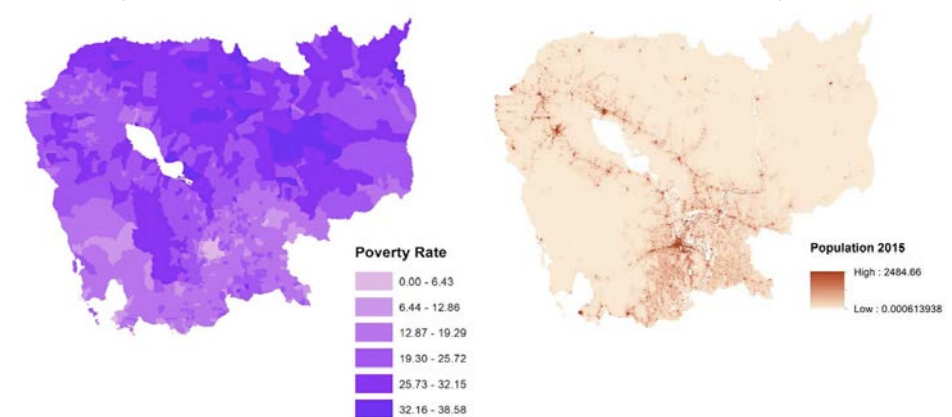 Poverty Rate
0.00 - 6.43
6.44 - 12.86
12.87 - 19.29
19.30 - 25.72
25.73 - 32.15
32.16 - 38.58
Population 2015
High : 2484.66
Low : 0.000613938